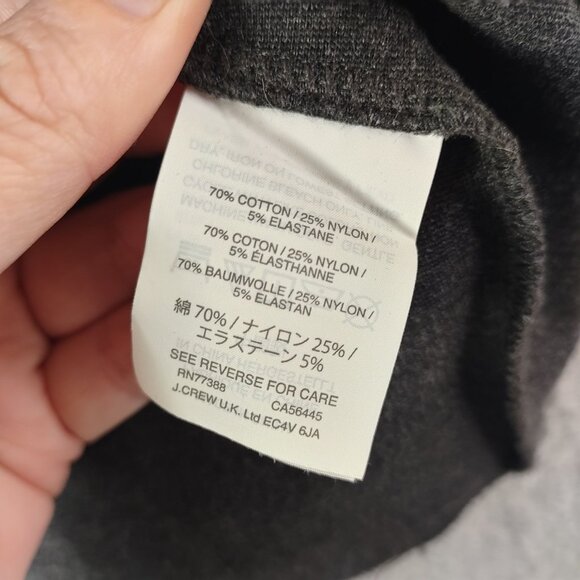 70% COTTON / 25% NYLON /
5% ELASTANE
70% COTON / 25% NYLON /
5% ELASTHANNE
70% BAUMWOLLE / 25% NYLON /
5% ELASTAN
綿 70% / ナイロン 25% /
エラステーン 5%
SEE REVERSE FOR CARE
RN77388 CA56445
J.CREW U.K. Ltd EC4V 6JA